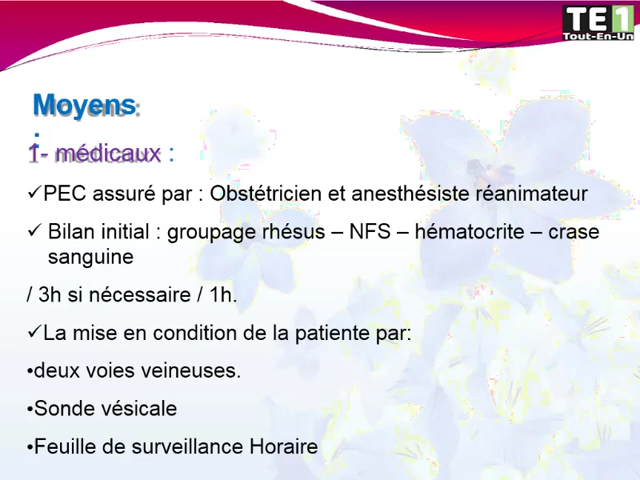 TE1
Tout-En-Un
Moyens
:
1- médicaux :
✓PEC assuré par : Obstétricien et anesthésiste réanimateur
✓ Bilan initial : groupage rhésus – NFS – hématocrite – crase
sanguine
/ 3h si nécessaire / 1h.
✓La mise en condition de la patiente par:
•deux voies veineuses.
•Sonde vésicale
•Feuille de surveillance Horaire